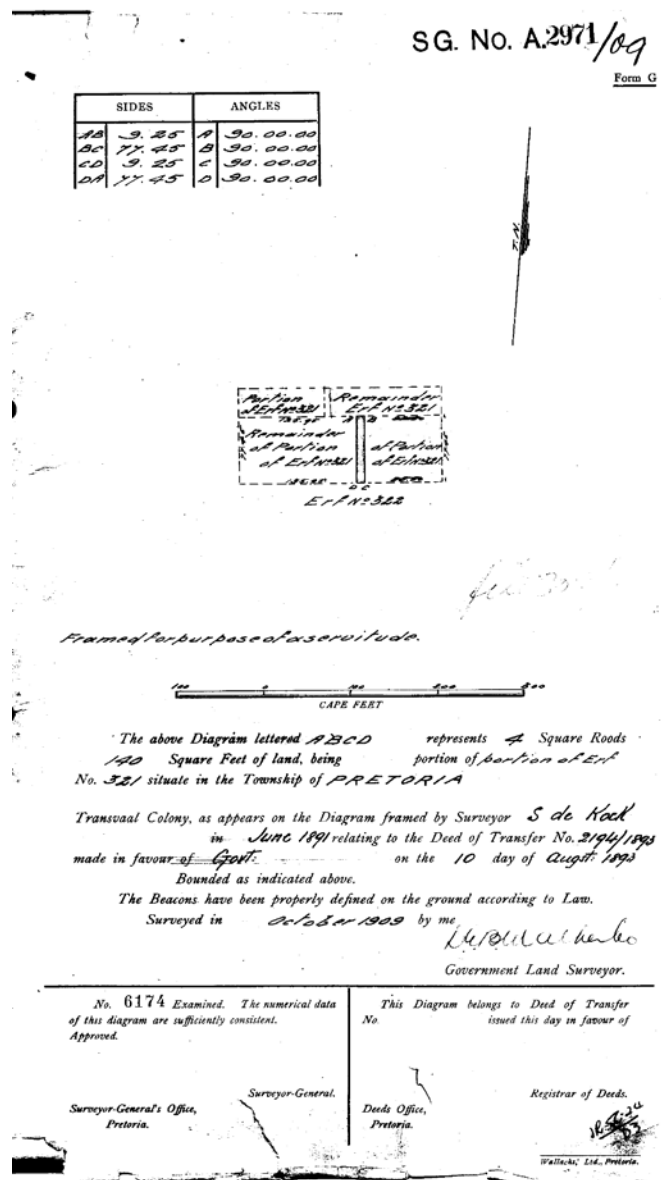 SG. No. A.2971/09
Form G
SIDES ANGLES
AB 9.25 A 90.00.00
BC 77.45 B 90.00.00
CD 9.25 C 90.00.00
DA 77.45 D 90.00.00
T.N.
Portion Remainder
of Erf No 321 Erf No 321
A B
Remainder
of Portion of Portion
of Erf No 321 of Erf No 321
D C
Erf No 322
Framed for purpose of a servitude.
100 0 100 200 300
CAPE FEET
The above Diagram lettered ABCD represents 4 Square Roods
140 Square Feet of land, being portion of portion of Erf
No. 321 situate in the Township of PRETORIA
Transvaal Colony, as appears on the Diagram framed by Surveyor S de Kock
in June 1891 relating to the Deed of Transfer No. 2194/1893
made in favour of Govt: on the 10 day of Augst: 1893
Bounded as indicated above.
The Beacons have been properly defined on the ground according to Law.
Surveyed in October 1909 by me
Government Land Surveyor.
No. 6174 Examined. The numerical data
of this diagram are sufficiently consistent.
Approved.
Surveyor-General.
Surveyor-General's Office,
Pretoria.
This Diagram belongs to Deed of Transfer
No. issued this day in favour of
Registrar of Deeds.
Deeds Office,
Pretoria.
Wallachs', Ltd., Pretoria.